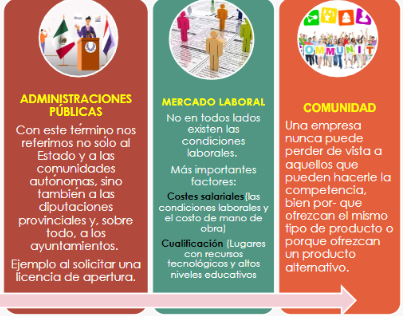 ADMINISTRACIONES
PÚBLICAS
Con este término nos
referimos no sólo al
Estado y a las
comunidades
autónomas, sino
también a las
diputaciones
provinciales y, sobre
todo, a los
ayuntamientos.
Ejemplo al solicitar una
licencia de apertura.
MERCADO LABORAL
No en todos lados
existen las
condiciones
laborales.
Más importantes
factores:
Costes salariales(las
condiciones laborales y
el costo de mano de
obra)
Cualificación (Lugares
con recursos
tecnológicos y altos
niveles educativos
COMMUNIT
COMUNIDAD
Una empresa
nunca puede
perder de vista a
aquellos que
pueden hacerle la
competencia,
bien por- que
ofrezcan el mismo
tipo de producto o
porque ofrezcan
un producto
alternativo.